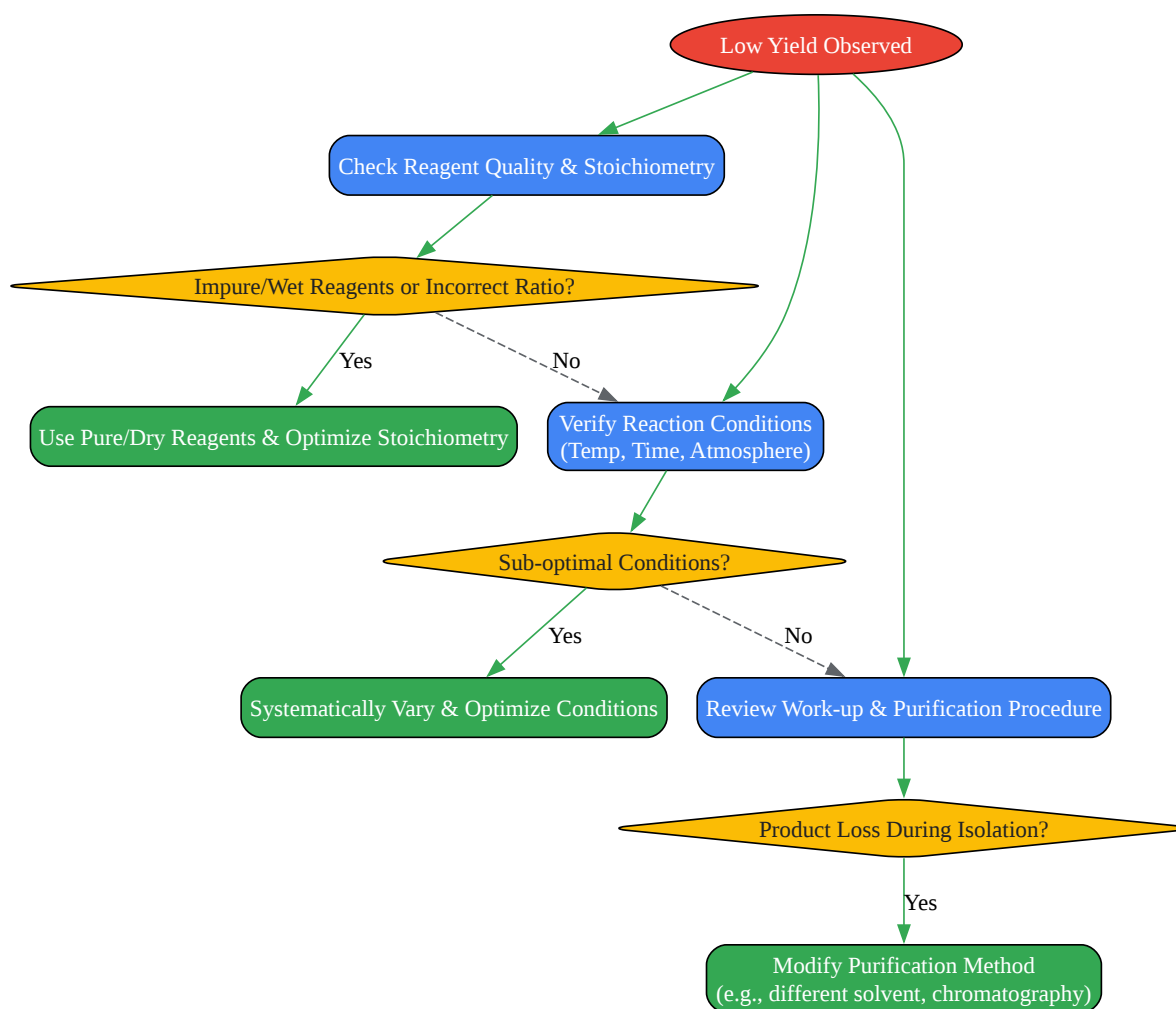 Low Yield Observed
Check Reagent Quality & Stoichiometry
Impure/Wet Reagents or Incorrect Ratio?
Yes
No
Use Pure/Dry Reagents & Optimize Stoichiometry
Verify Reaction Conditions
(Temp, Time, Atmosphere)
Sub-optimal Conditions?
Yes
No
Systematically Vary & Optimize Conditions
Review Work-up & Purification Procedure
Product Loss During Isolation?
Yes
Modify Purification Method
(e.g., different solvent, chromatography)